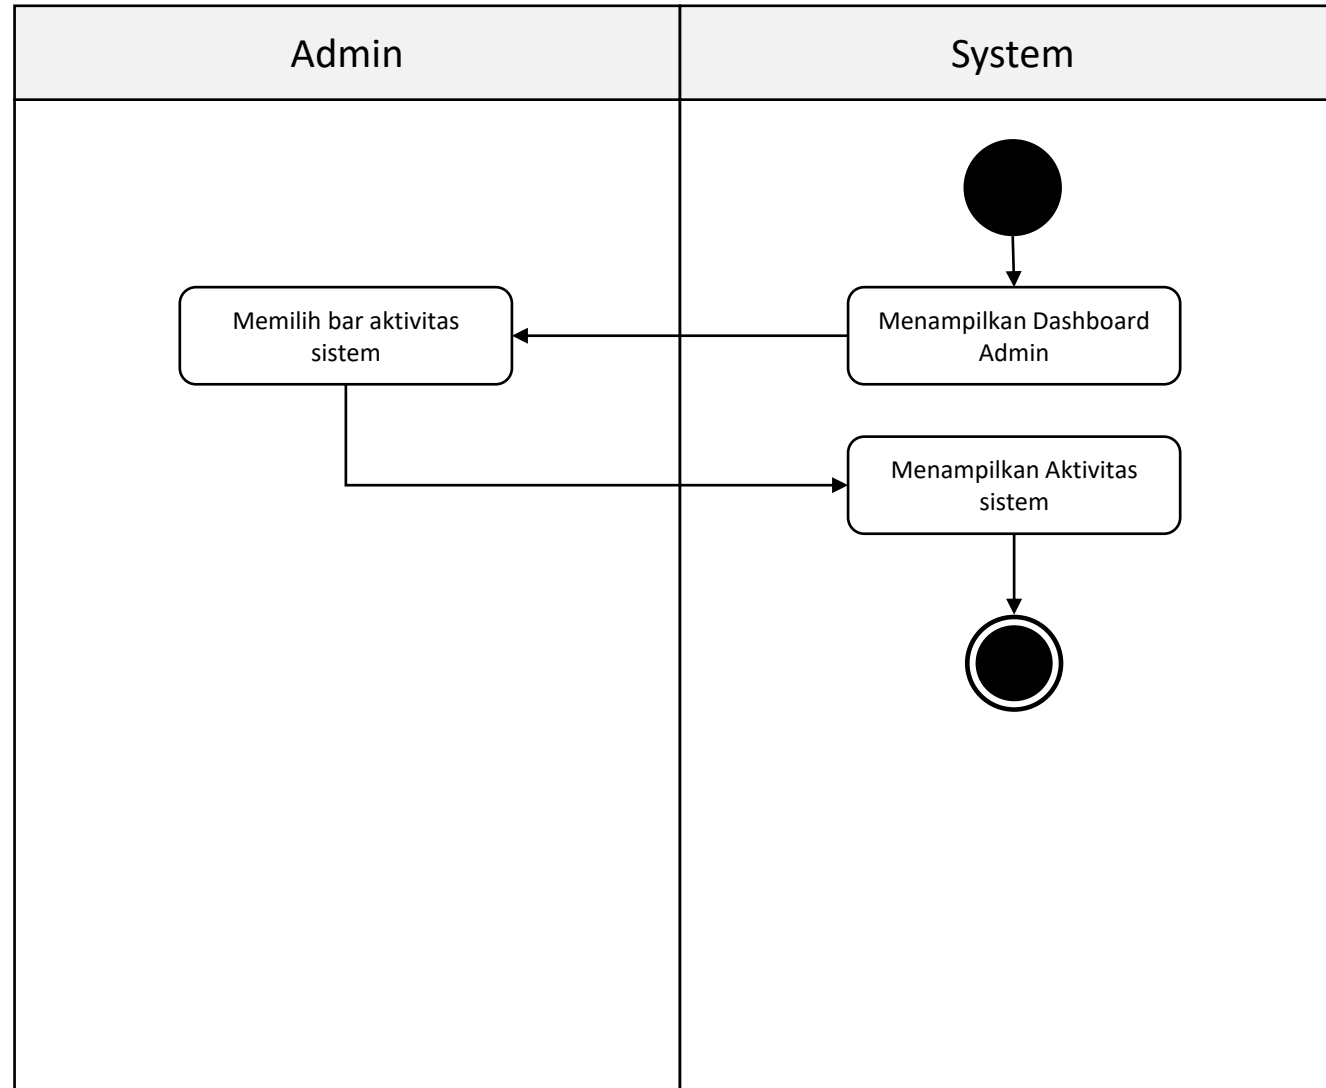 Admin
System
Menampilkan Dashboard
Admin
Memilih bar aktivitas
sistem
Menampilkan Aktivitas
sistem